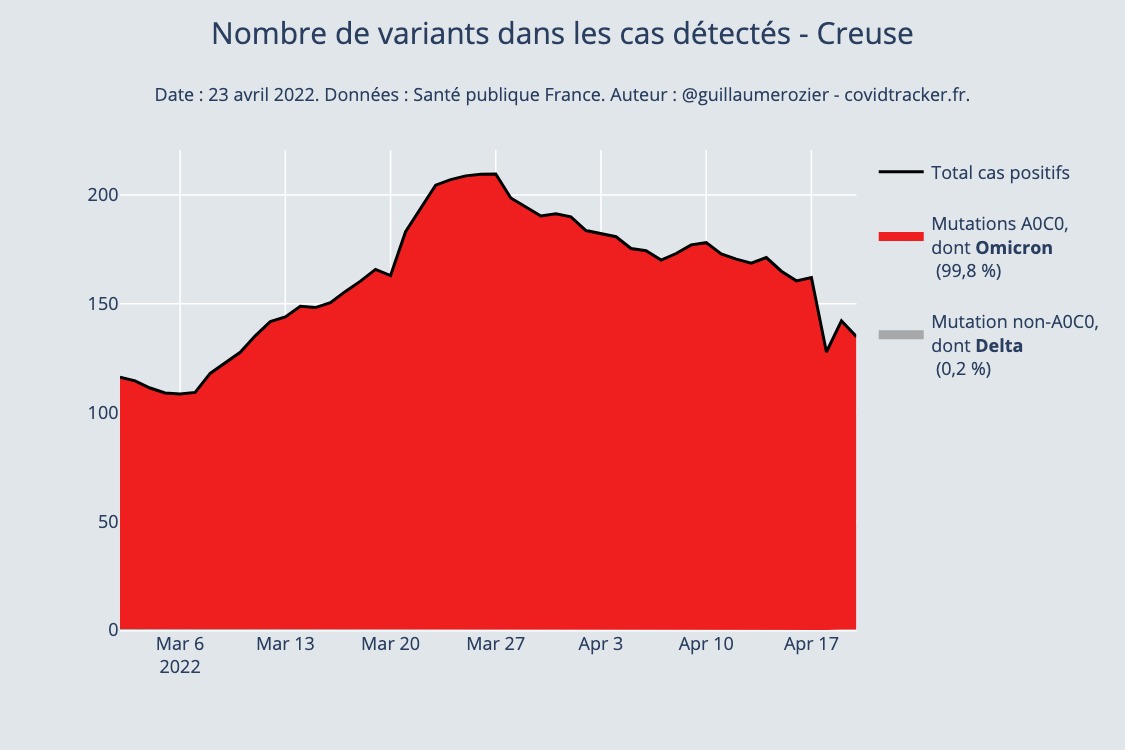 Nombre de variants dans les cas détectés - Creuse
Date : 23 avril 2022. Données : Santé publique France. Auteur : @guillaumerozier - covidtracker.fr.
200
150
100
50
0
Mar 6
2022
Mar 13
Mar 20
Mar 27
Apr 3
Apr 10
Apr 17
Total cas positifs
Mutations A0C0,
dont Omicron
(99,8 %)
Mutation non-A0C0,
dont Delta
(0,2 %)